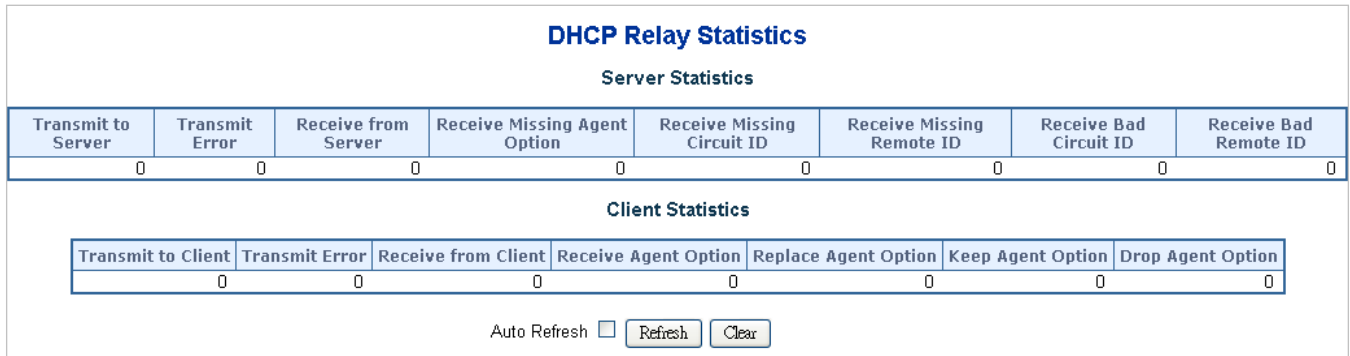 DHCP Relay Statistics
Server Statistics
Transmit to Server Transmit Error Receive from Server Receive Missing Agent Option Receive Missing Circuit ID Receive Missing Remote ID Receive Bad Circuit ID Receive Bad Remote ID
0 0 0 0 0 0 0 0
Client Statistics
Transmit to Client Transmit Error Receive from Client Receive Agent Option Replace Agent Option Keep Agent Option Drop Agent Option
0 0 0 0 0 0 0
Auto Refresh Refresh Clear